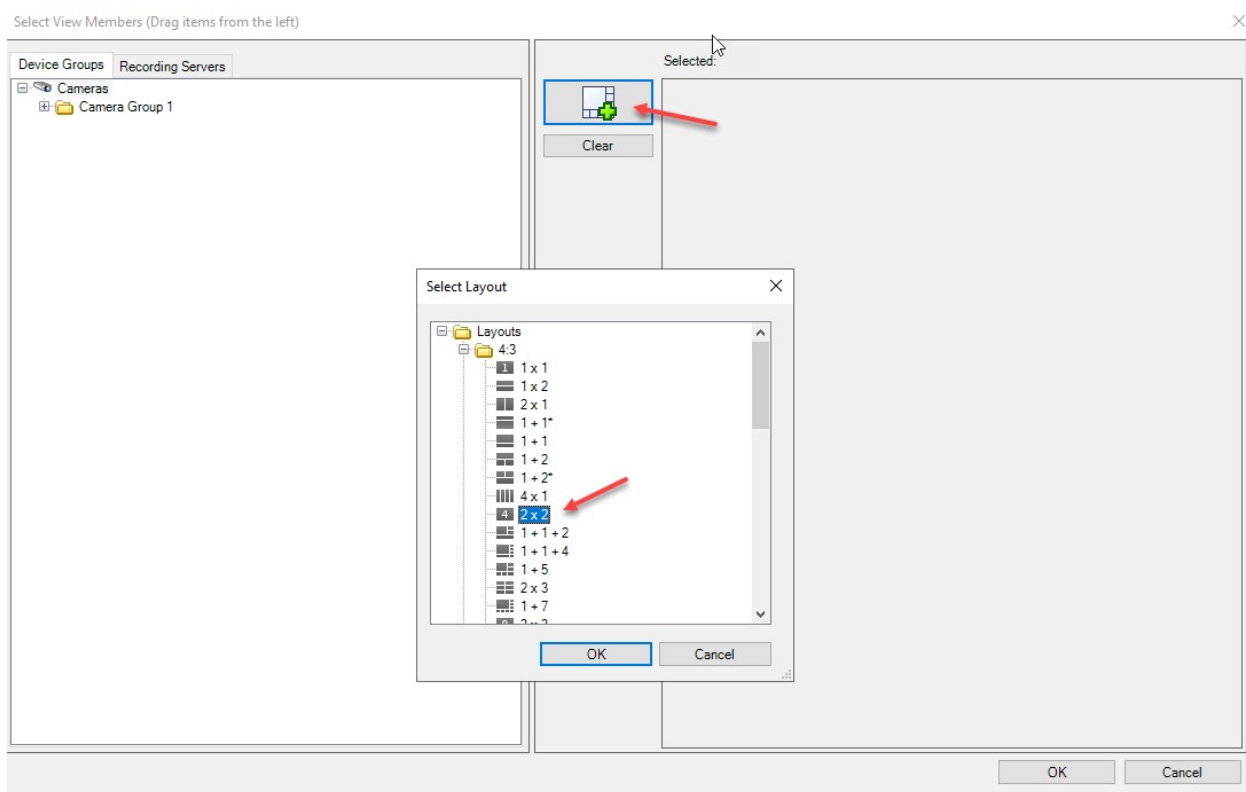 Select View Members (Drag items from the left)
Device Groups
Recording Servers
Selected:
Cameras
Camera Group 1
Clear
Select Layout
Layouts
4:3
1
1 x 1
1 x 2
2 x 1
1 + 1*
1 + 1
1 + 2
1 + 2*
4 x 1
4
2 x 2
1 + 1 + 2
1 + 1 + 4
1 + 5
2 x 3
1 + 7
OK
Cancel
OK
Cancel